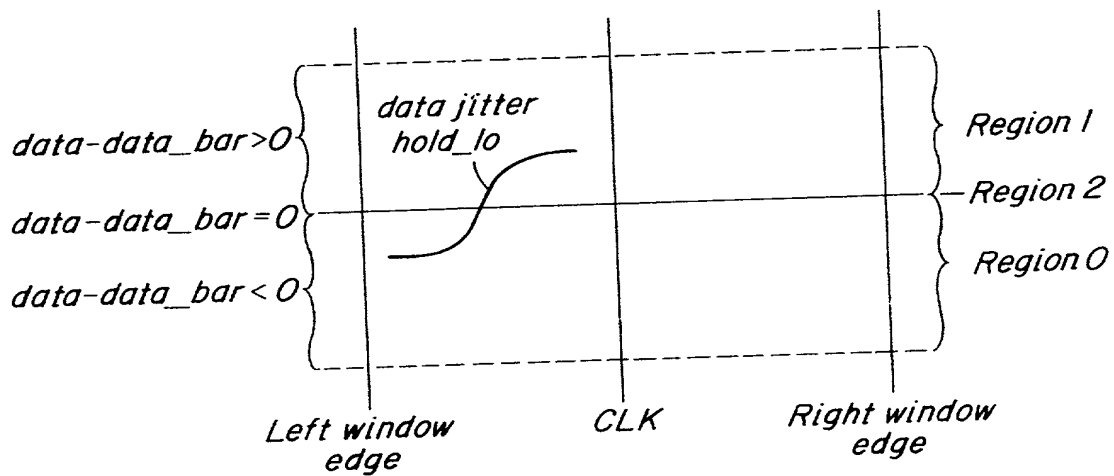 data jitter
hold_lo
data-data_bar>0
data-data_bar=0
data-data_bar<0
Region 1
Region 2
Region 0
Left window
edge
CLK
Right window
edge